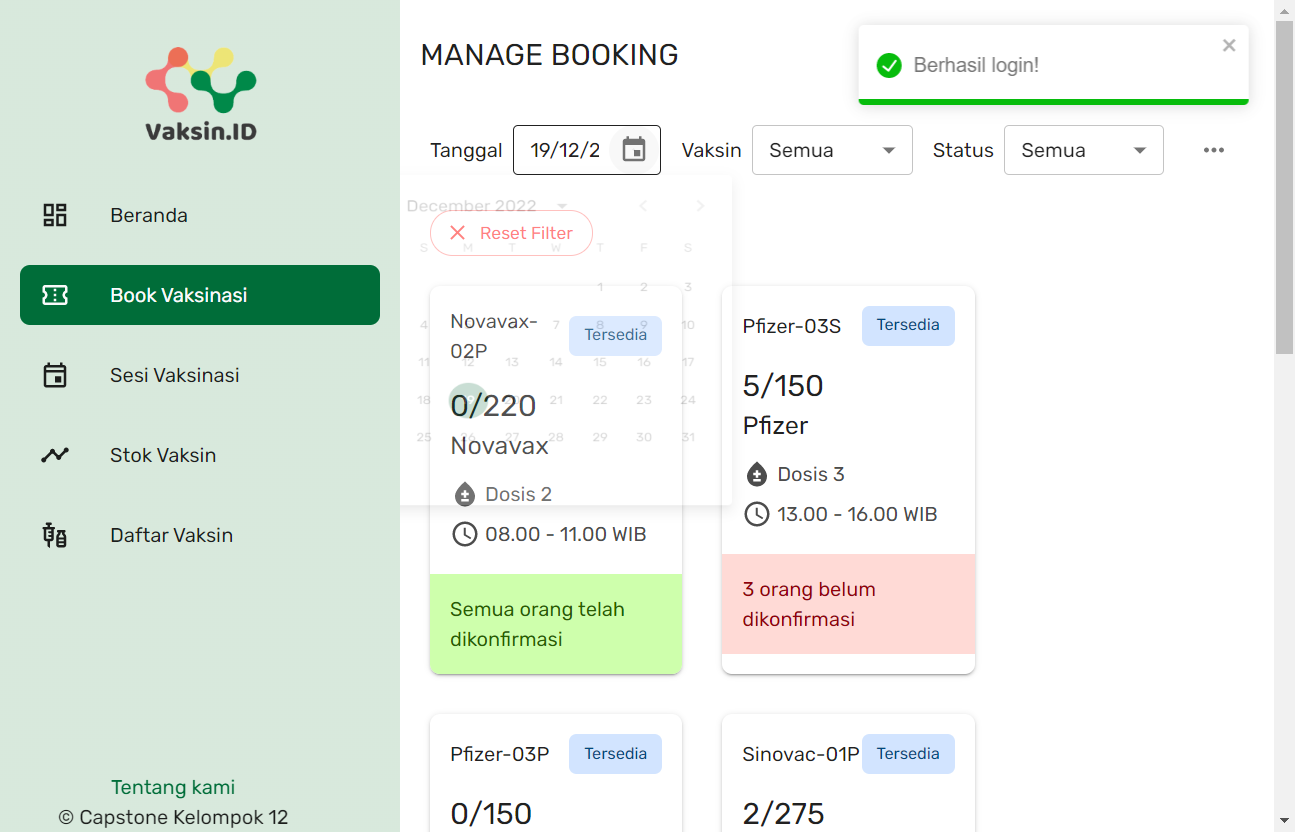 Vaksin.ID
Beranda
Book Vaksinasi
Sesi Vaksinasi
Stok Vaksin
Daftar Vaksin
Tentang kami
© Capstone Kelompok 12
MANAGE BOOKING
Berhasil login!
Tanggal 19/12/2 Vaksin Semua Status Semua
December 2022
Reset Filter
S M T W T F S
1 2 3
4 7 8 9 10
11 12 13 14 15 16 17
18 19 20 21 22 23 24
25 26 27 28 29 30 31
Novavax-
02P
Tersedia
0/220
Novavax
Dosis 2
08.00 - 11.00 WIB
Semua orang telah
dikonfirmasi
Pfizer-03S
Tersedia
5/150
Pfizer
Dosis 3
13.00 - 16.00 WIB
3 orang belum
dikonfirmasi
Pfizer-03P
Tersedia
0/150
Sinovac-01P
Tersedia
2/275